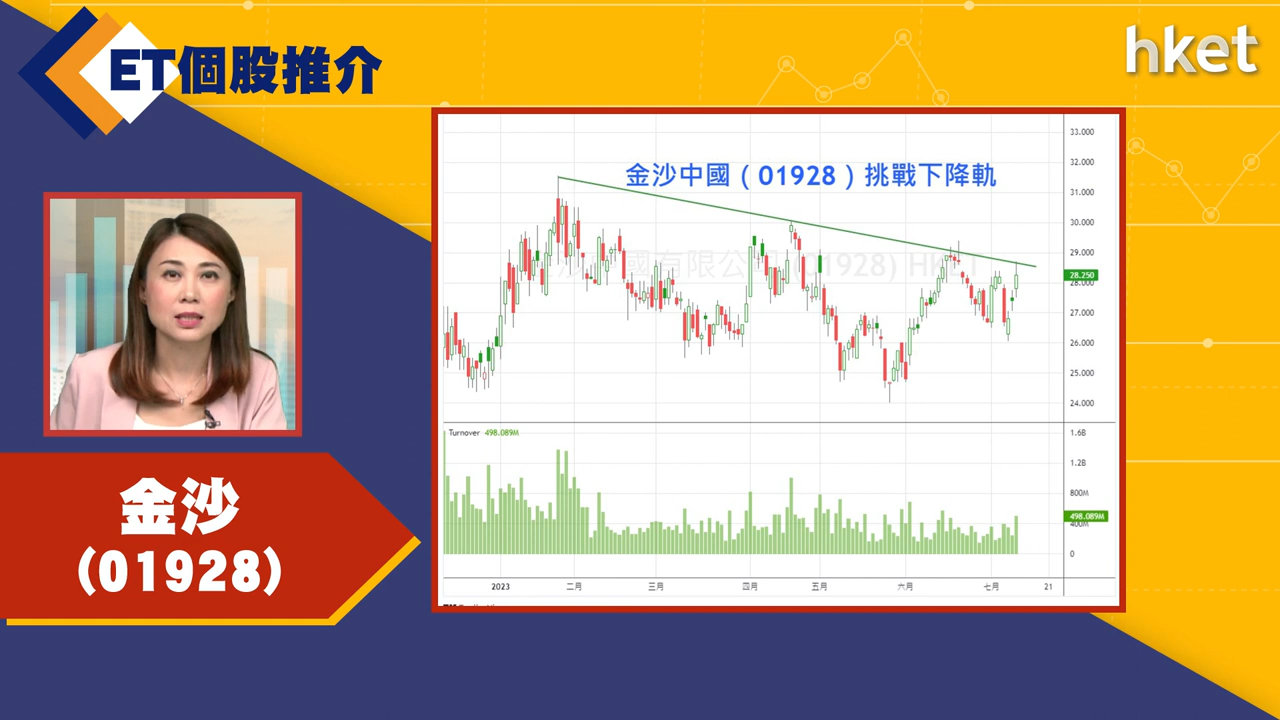 ET個股推介
hket
金沙中國（01928）挑戰下降軌
33.000
32.000
31.000
30.000
29.000
28.250
28.000
27.000
26.000
25.000
24.000
Turnover 498.089M
1.6B
1.2B
800M
498.089M
400M
0
2023 二月 三月 四月 五月 六月 七月 21
金沙
(01928)